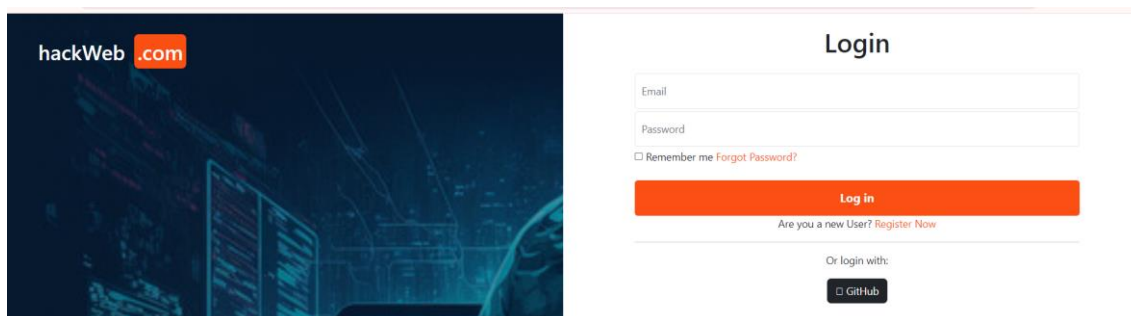 hackWeb .com
Login
Email
Password
Remember me Forgot Password?
Log in
Are you a new User? Register Now
Or login with:
GitHub